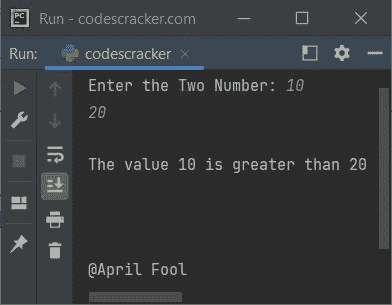 PC
Run - codescracker.com
Run: codescracker
Enter the Two Number: 10
20
The value 10 is greater than 20
@April Fool